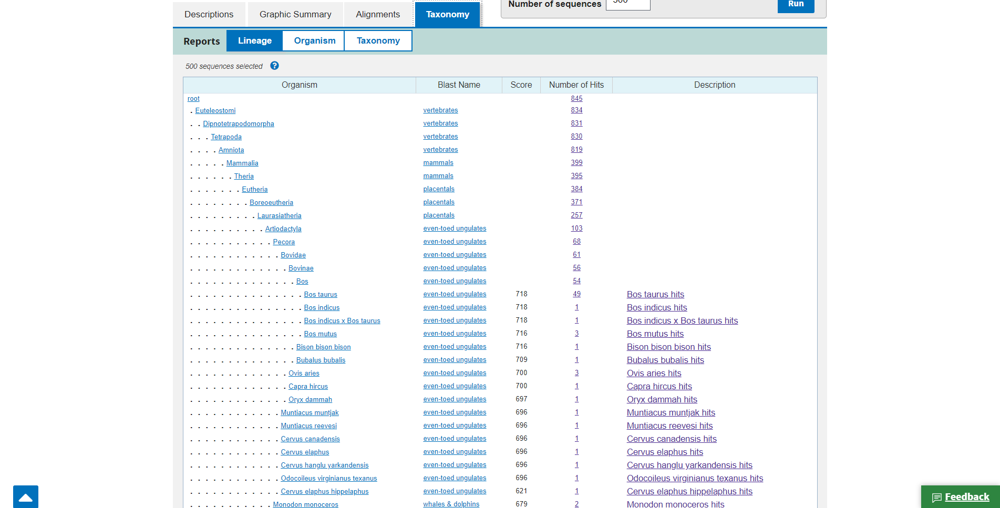 Number of sequences 500 Run
Descriptions Graphic Summary Alignments Taxonomy
Reports Lineage Organism Taxonomy
500 sequences selected ?
Organism Blast Name Score Number of Hits Description
root 845
. Euteleostomi vertebrates 834
. . Dipnotetrapodomorpha vertebrates 831
. . . Tetrapoda vertebrates 830
. . . . Amniota vertebrates 819
. . . . . Mammalia mammals 399
. . . . . . Theria mammals 395
. . . . . . . Eutheria placentals 384
. . . . . . . . Boreoeutheria placentals 371
. . . . . . . . . Laurasiatheria placentals 257
. . . . . . . . . . Artiodactyla even-toed ungulates 103
. . . . . . . . . . . Pecora even-toed ungulates 68
. . . . . . . . . . . . Bovidae even-toed ungulates 61
. . . . . . . . . . . . . Bovinae even-toed ungulates 56
. . . . . . . . . . . . . . Bos even-toed ungulates 54
. . . . . . . . . . . . . . . Bos taurus even-toed ungulates 718 49 Bos taurus hits
. . . . . . . . . . . . . . . Bos indicus even-toed ungulates 718 1 Bos indicus hits
. . . . . . . . . . . . . . . Bos indicus x Bos taurus even-toed ungulates 718 1 Bos indicus x Bos taurus hits
. . . . . . . . . . . . . . . Bos mutus even-toed ungulates 716 3 Bos mutus hits
. . . . . . . . . . . . . . Bison bison bison even-toed ungulates 716 1 Bison bison bison hits
. . . . . . . . . . . . . . Bubalus bubalis even-toed ungulates 709 1 Bubalus bubalis hits
. . . . . . . . . . . . . Ovis aries even-toed ungulates 700 3 Ovis aries hits
. . . . . . . . . . . . . Capra hircus even-toed ungulates 700 1 Capra hircus hits
. . . . . . . . . . . . . Oryx dammah even-toed ungulates 697 1 Oryx dammah hits
. . . . . . . . . . . . Muntiacus muntjak even-toed ungulates 696 1 Muntiacus muntjak hits
. . . . . . . . . . . . Muntiacus reevesi even-toed ungulates 696 1 Muntiacus reevesi hits
. . . . . . . . . . . . Cervus canadensis even-toed ungulates 696 1 Cervus canadensis hits
. . . . . . . . . . . . Cervus elaphus even-toed ungulates 696 1 Cervus elaphus hits
. . . . . . . . . . . . Cervus hanglu yarkandensis even-toed ungulates 696 1 Cervus hanglu yarkandensis hits
. . . . . . . . . . . . Odocoileus virginianus texanus even-toed ungulates 696 1 Odocoileus virginianus texanus hits
. . . . . . . . . . . . Cervus elaphus hippelaphus even-toed ungulates 621 1 Cervus elaphus hippelaphus hits
. . . . . . . . . . . Monodon monoceros whales & dolphins 679 2 Monodon monoceros hits
Feedback